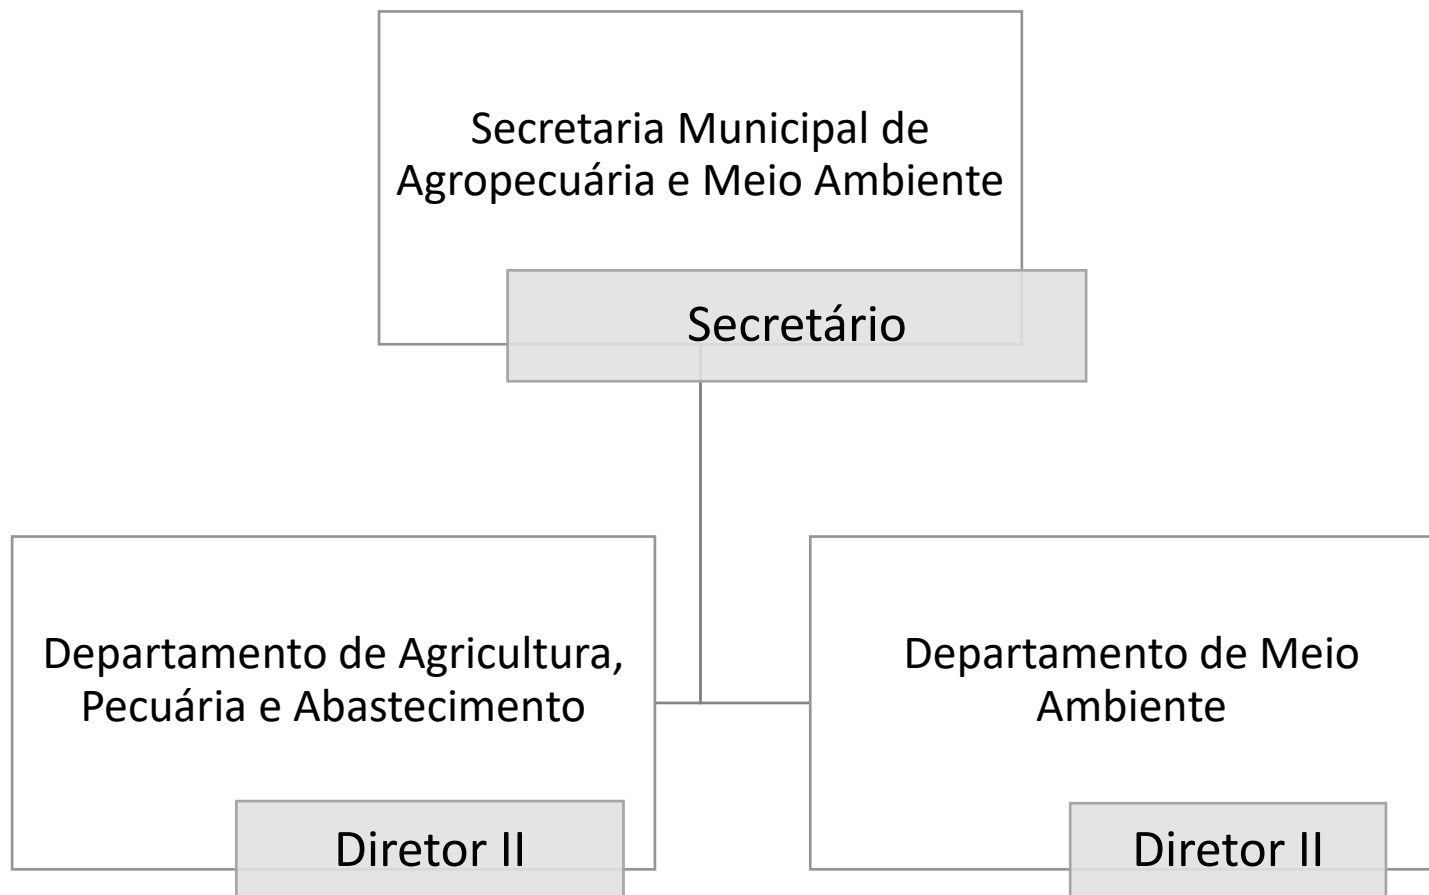 Secretaria Municipal de
Agropecuária e Meio Ambiente
Secretário
Departamento de Agricultura,
Pecuária e Abastecimento
Diretor II
Departamento de Meio
Ambiente
Diretor II